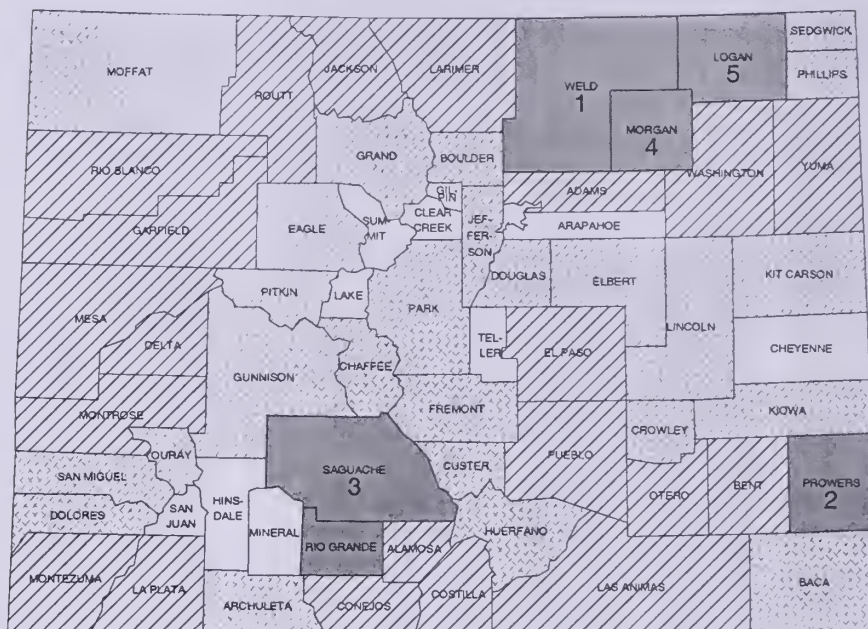 SEDGWICK
MOFFAT
JACKSON
LARIMER
LOGAN
5
ROUTT
WELD
1
PHILLIPS
MORGAN
4
GRAND
BOULDER
RIO BLANCO
WASHINGTON
YUMA
ADAMS
GIL-
PIN
CLEAR
CREEK
JEF-
FER-
SON
ARAPAHOE
GARFIELD
EAGLE
SUM-
MIT
DOUGLAS
ELBERT
KIT CARSON
PITKIN
LAKE
PARK
MESA
LINCOLN
TEL-
LER
EL PASO
CHEYENNE
DELTA
GUNNISON
CHAFFEE
FREMONT
KIOWA
MONTROSE
CROWLEY
OURAY
SAGUACHE
3
CUSTER
PUEBLO
SAN MIGUEL
OTERO
BENT
PROWERS
2
HINS-
DALE
SAN
JUAN
DOLORES
MINERAL
HUERFANO
RIO GRANDE
ALAMOSA
MONTEZUMA
LA PLATA
COSTILLA
LAS ANIMAS
BACA
ARCHULETA
CONEJOS